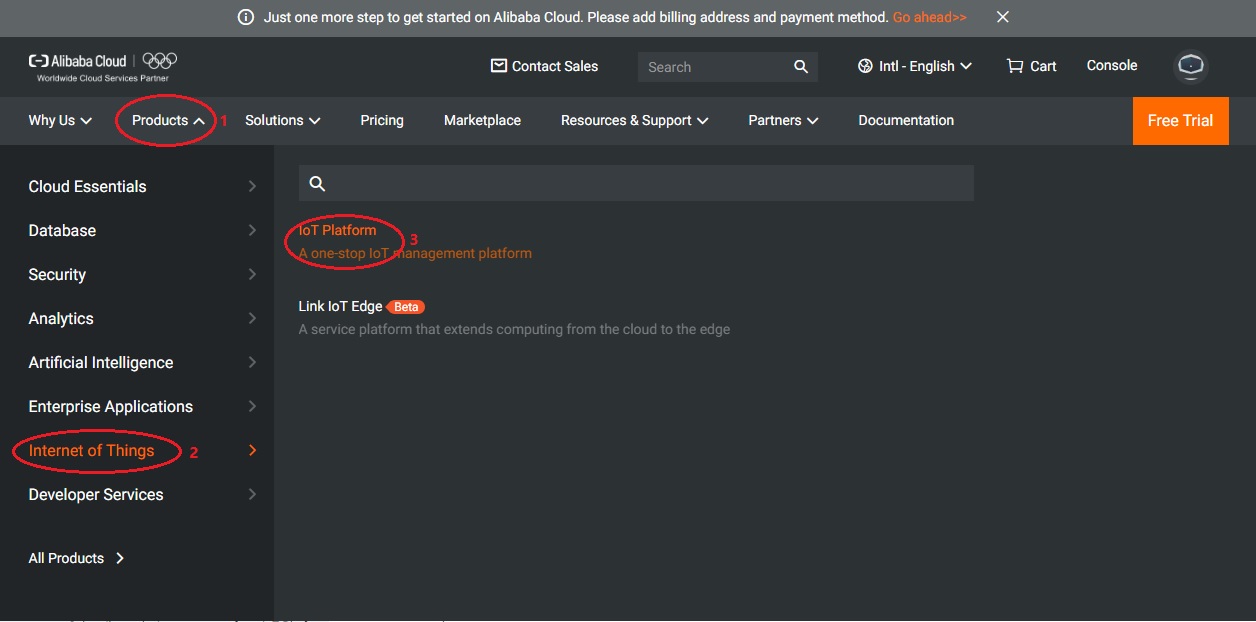 Just one more step to get started on Alibaba Cloud. Please add billing address and payment method. Go ahead>>
Alibaba Cloud
Worldwide Cloud Services Partner
Contact Sales
Search
Intl - English
Cart
Console
Why Us
Products
1
Solutions
Pricing
Marketplace
Resources & Support
Partners
Documentation
Free Trial
Cloud Essentials
Database
Security
Analytics
Artificial Intelligence
Enterprise Applications
Internet of Things
2
Developer Services
All Products
IoT Platform
3
A one-stop IoT management platform
Link IoT Edge Beta
A service platform that extends computing from the cloud to the edge